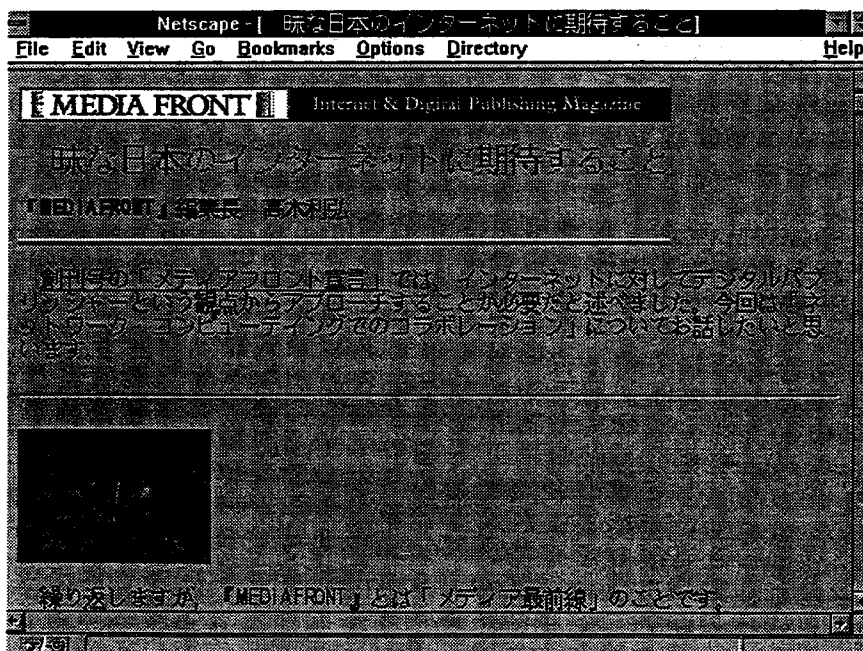 Netscape - [ 味な日本のインターネットに期待すること]
File Edit View Go Bookmarks Options Directory Help
MEDIA FRONT Internet & Digital Publishing Magazine
味な日本のインターネットに期待すること
『MEDIAFRONT』編集長 高木利弘
創刊号の「メディアフロント宣言」では、インターネットに対してデジタルパブ
リッシャーという観点からアプローチすることが必要だと述べました。今回は「ネ
ットワーク コンピューティングでのコラボレーション」についてお話したいと思
います。
繰り返しますが、『MEDIAFRONT』とは「メディア最前線」のことです。